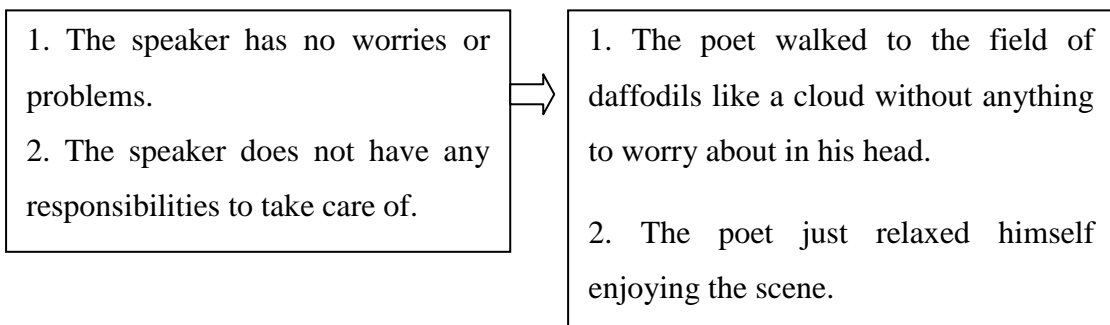 1. The speaker has no worries or
problems.
2. The speaker does not have any
responsibilities to take care of.
1. The poet walked to the field of
daffodils like a cloud without anything
to worry about in his head.
2. The poet just relaxed himself
enjoying the scene.